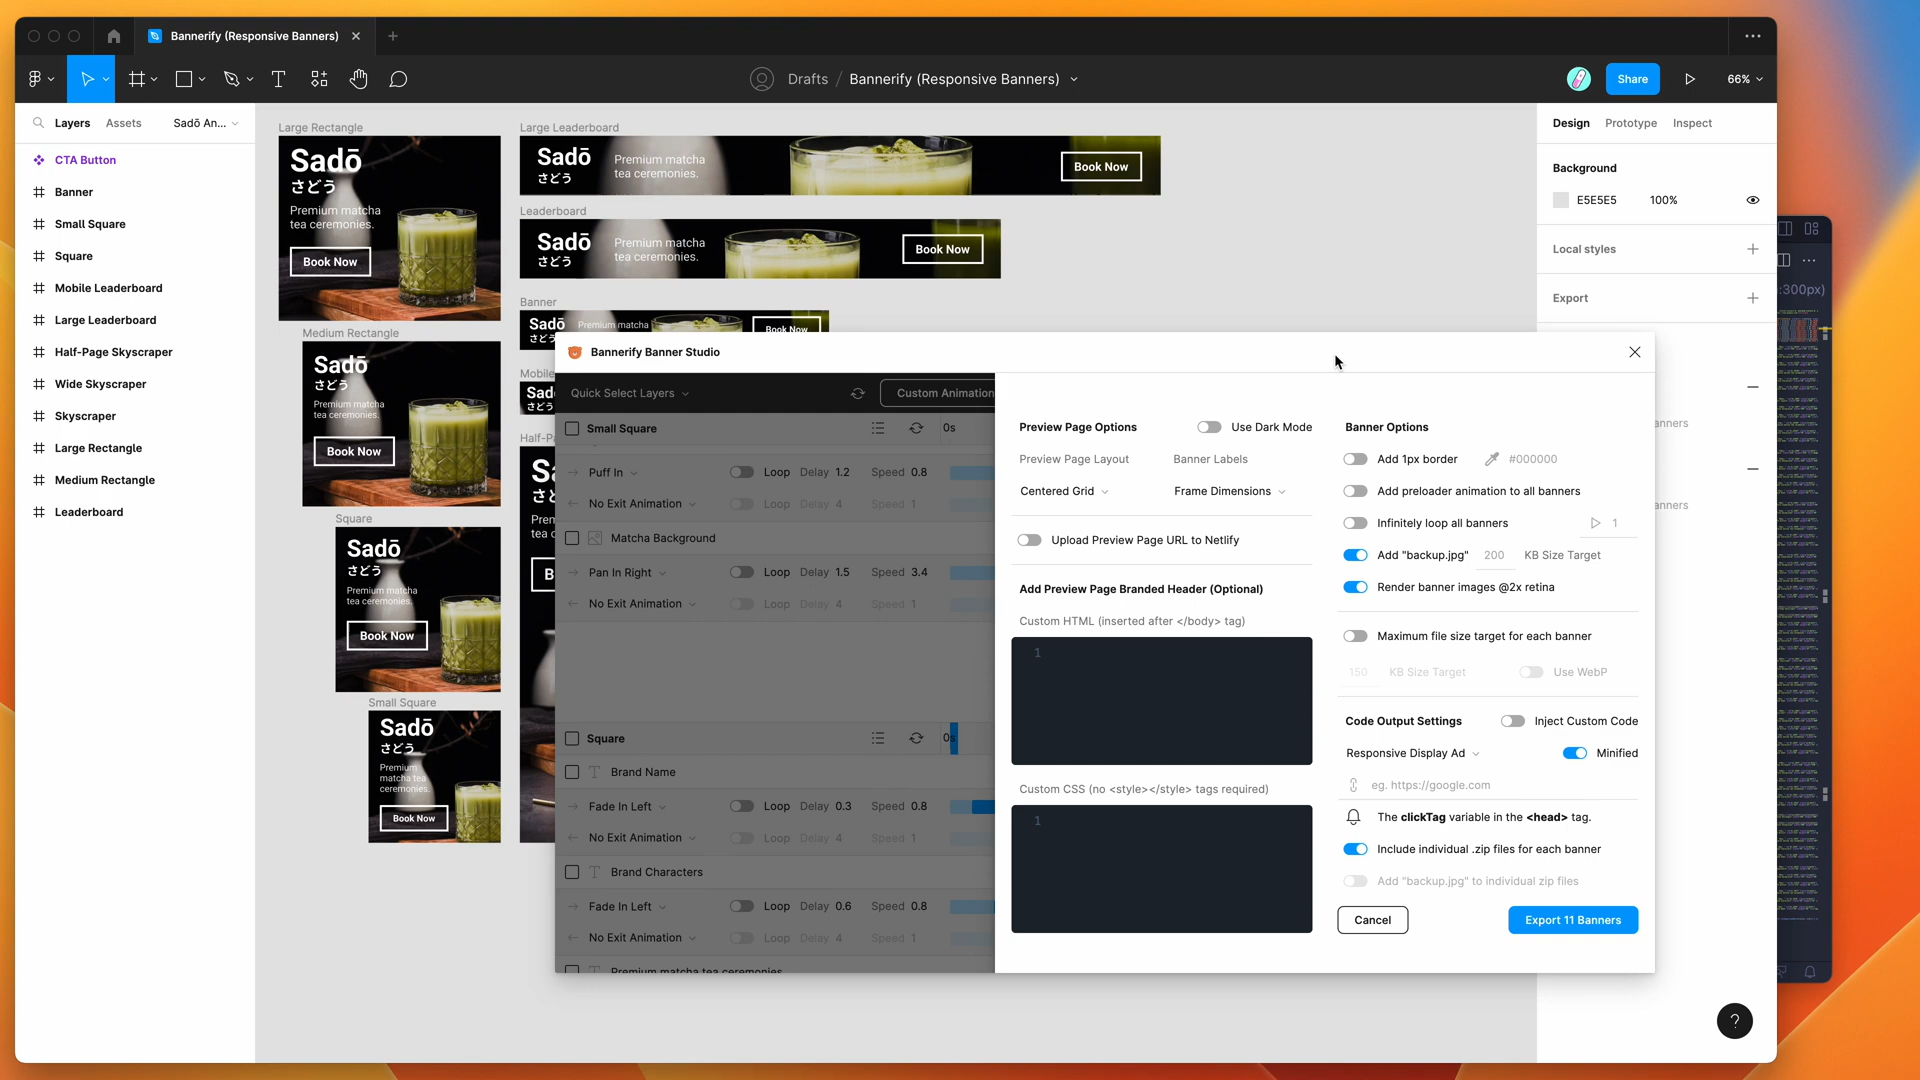 Bannerify (Responsive Banners)
Drafts / Bannerify (Responsive Banners)
Share
66%
Layers
Assets
Sadō An...
CTA Button
Banner
Small Square
Square
Mobile Leaderboard
Large Leaderboard
Half-Page Skyscraper
Wide Skyscraper
Skyscraper
Large Rectangle
Medium Rectangle
Leaderboard
Large Rectangle
Sadō
さどう
Premium matcha
tea ceremonies.
Book Now
Medium Rectangle
Sadō
さどう
Premium matcha
tea ceremonies.
Book Now
Square
Sadō
さどう
Premium matcha
tea ceremonies.
Book Now
Small Square
Sadō
さどう
Premium
matcha tea
ceremonies.
Book Now
Large Leaderboard
Sadō
さどう
Premium matcha
tea ceremonies.
Book Now
Leaderboard
Sadō
さどう
Premium matcha
tea ceremonies.
Book Now
Banner
Sadō
さどう
Premium matcha
Book Now
Mobile
Sad
さどう
Half-P
S
さと
Pren
tea c
B
Bannerify Banner Studio
Quick Select Layers
Custom Animation
Small Square
0s
Puff In
Loop
Delay 1.2
Speed 0.8
No Exit Animation
Loop
Delay 4
Speed 1
Matcha Background
Pan In Right
Loop
Delay 1.5
Speed 3.4
No Exit Animation
Loop
Delay 4
Speed 1
Square
0s
Brand Name
Fade In Left
Loop
Delay 0.3
Speed 0.8
No Exit Animation
Loop
Delay 4
Speed 1
Brand Characters
Fade In Left
Loop
Delay 0.6
Speed 0.8
No Exit Animation
Loop
Delay 4
Speed 1
Premium matcha tea ceremonies
Preview Page Options
Use Dark Mode
Preview Page Layout
Banner Labels
Centered Grid
Frame Dimensions
Upload Preview Page URL to Netlify
Add Preview Page Branded Header (Optional)
Custom HTML (inserted after </body> tag)
1
Custom CSS (no <style></style> tags required)
1
Banner Options
Add 1px border
#000000
Add preloader animation to all banners
Infinitely loop all banners
1
Add "backup.jpg"
200
KB Size Target
Render banner images @2x retina
Maximum file size target for each banner
150
KB Size Target
Use WebP
Code Output Settings
Inject Custom Code
Responsive Display Ad
Minified
eg. https://google.com
The clickTag variable in the <head> tag.
Include individual .zip files for each banner
Add "backup.jpg" to individual zip files
Cancel
Export 11 Banners
Design
Prototype
Inspect
Background
E5E5E5
100%
Local styles
Export
anners
anners
:300px)
?